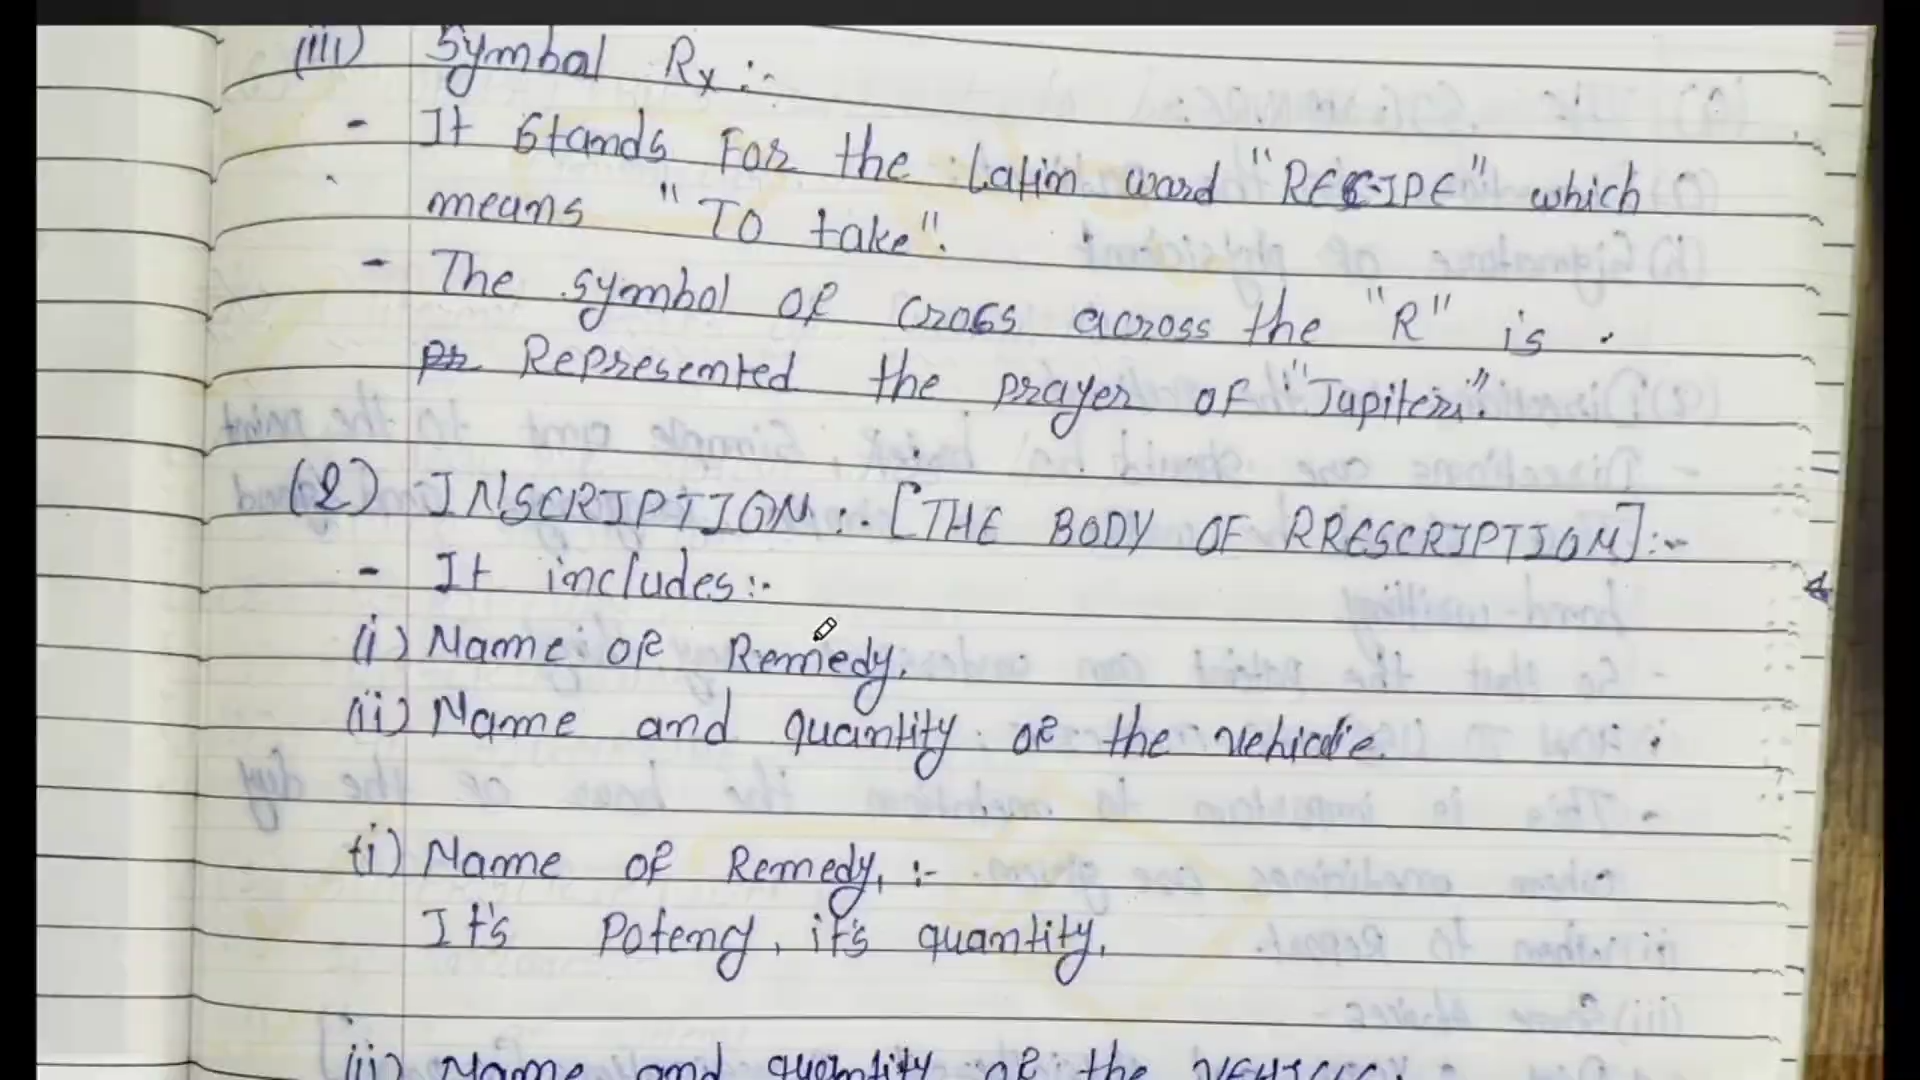 (iii) Symbol Rx :-
- It Stands For the Latin word "RECIPE" which
means "To take".
- The symbol of cross across the "R" is
Represented the prayer of "Jupiter".
(2) INSCRIPTION :- [THE BODY OF RRESCRIPTION] :-
- It includes :-
(i) Name of Remedy.
(ii) Name and quantity of the vehicle.
(i) Name of Remedy, :-
It's Potency, it's quantity.
(ii) Name and quantity of the